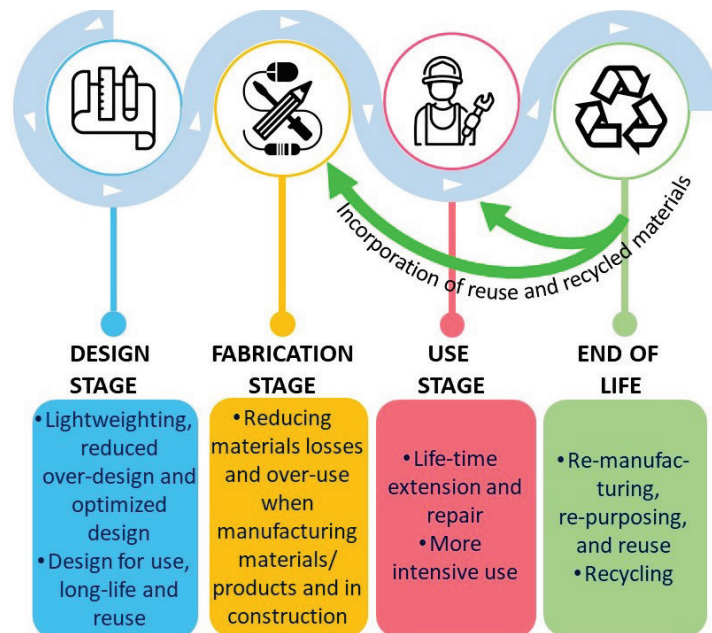 Incorporation of reuse and recycled materials
DESIGN
STAGE
•Lightweighting,
reduced
over-design and
optimized
design
•Design for use,
long-life and
reuse
FABRICATION
STAGE
•Reducing
materials losses
and over-use
when
manufacturing
materials/
products and in
construction
USE
STAGE
•Life-time
extension and
repair
•More
intensive use
END OF
LIFE
•Re-manufac-
turing,
re-purposing,
and reuse
•Recycling